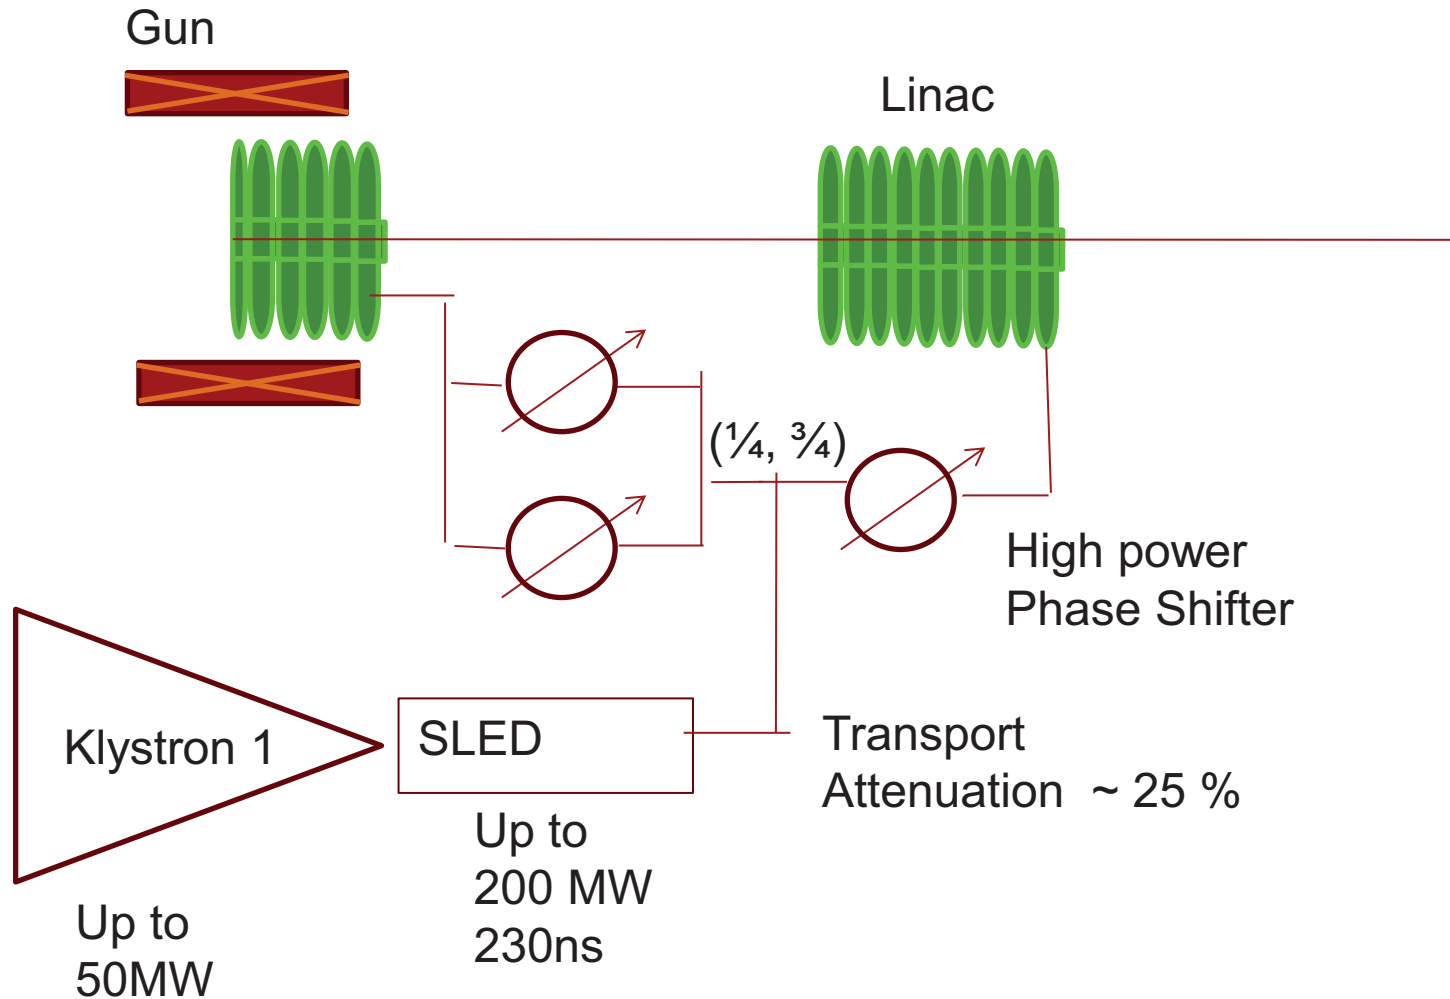 Gun
Linac
(¼, ¾)
High power
Phase Shifter
Klystron 1
SLED
Transport
Attenuation ~ 25 %
Up to
200 MW
230ns
Up to
50MW